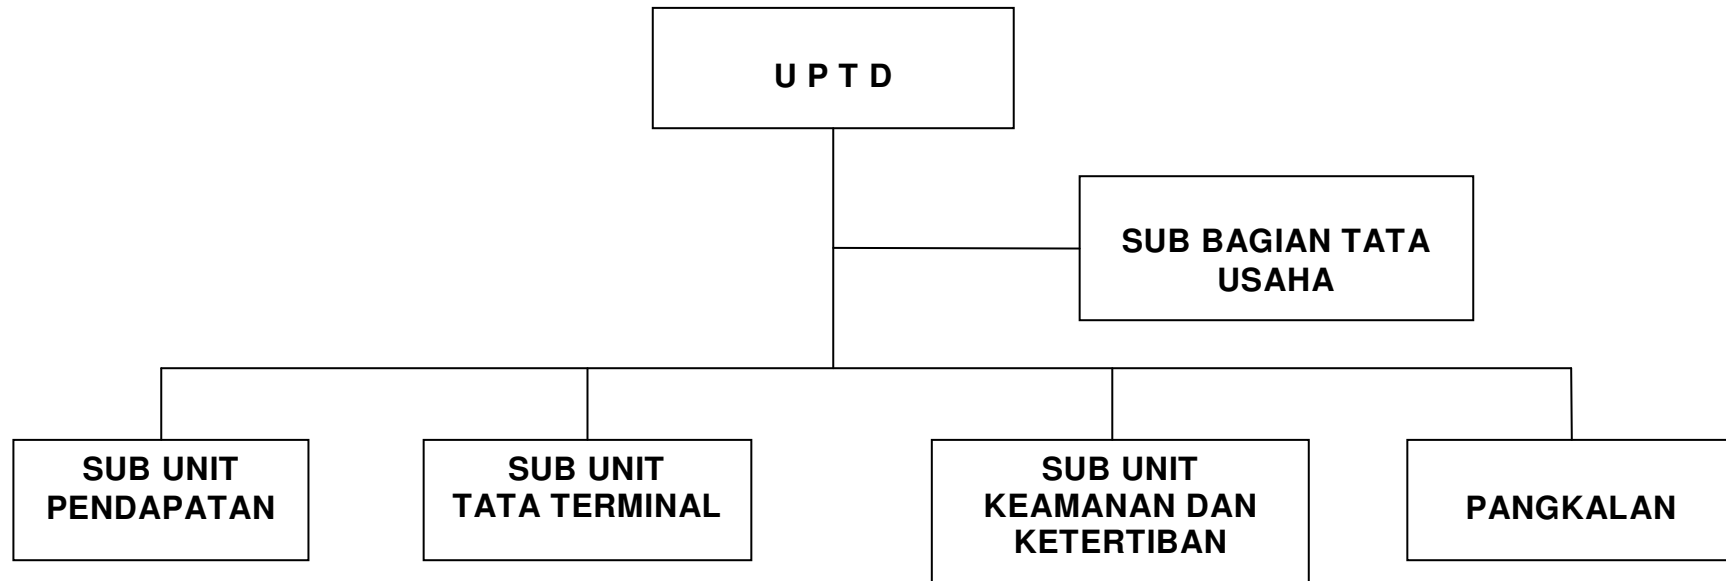 U P T D
SUB BAGIAN TATA
USAHA
SUB UNIT
PENDAPATAN
SUB UNIT
TATA TERMINAL
SUB UNIT
KEAMANAN DAN
KETERTIBAN
PANGKALAN